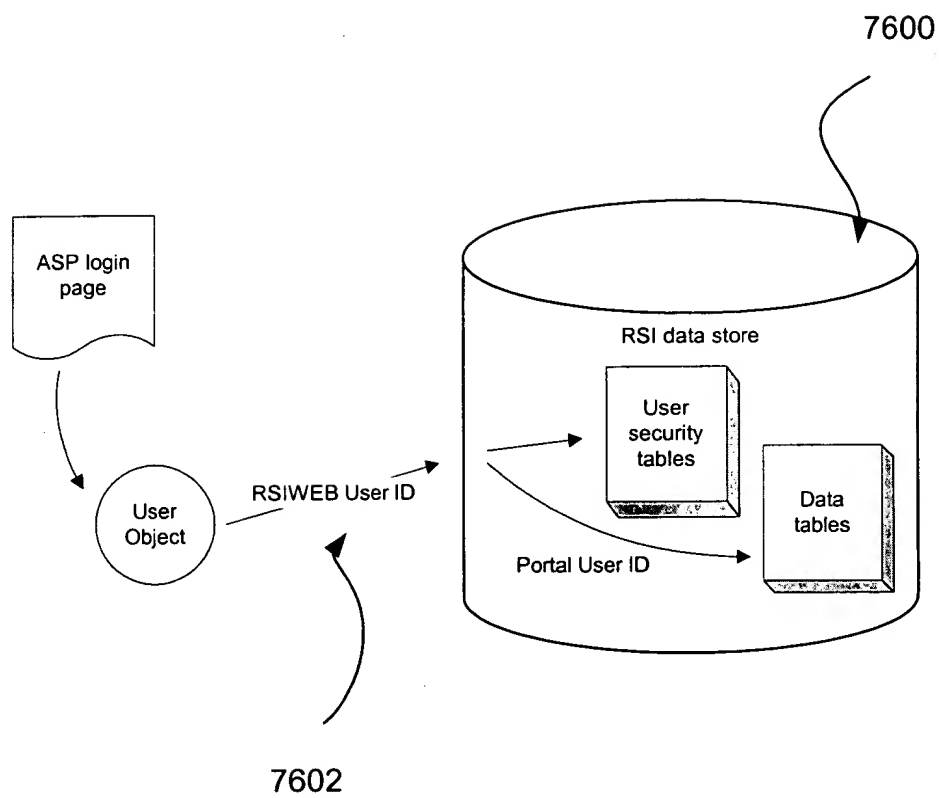 7600
ASP login
page
RSI data store
User
security
tables
RSIWEB User ID
User
Object
Data
tables
Portal User ID
7602